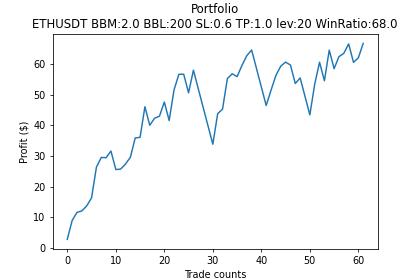 Portfolio
ETHUSDT BBM:2.0 BBL:200 SL:0.6 TP:1.0 lev:20 WinRatio:68.0
Profit ($)
60
50
40
30
20
10
0
0 10 20 30 40 50 60
Trade counts